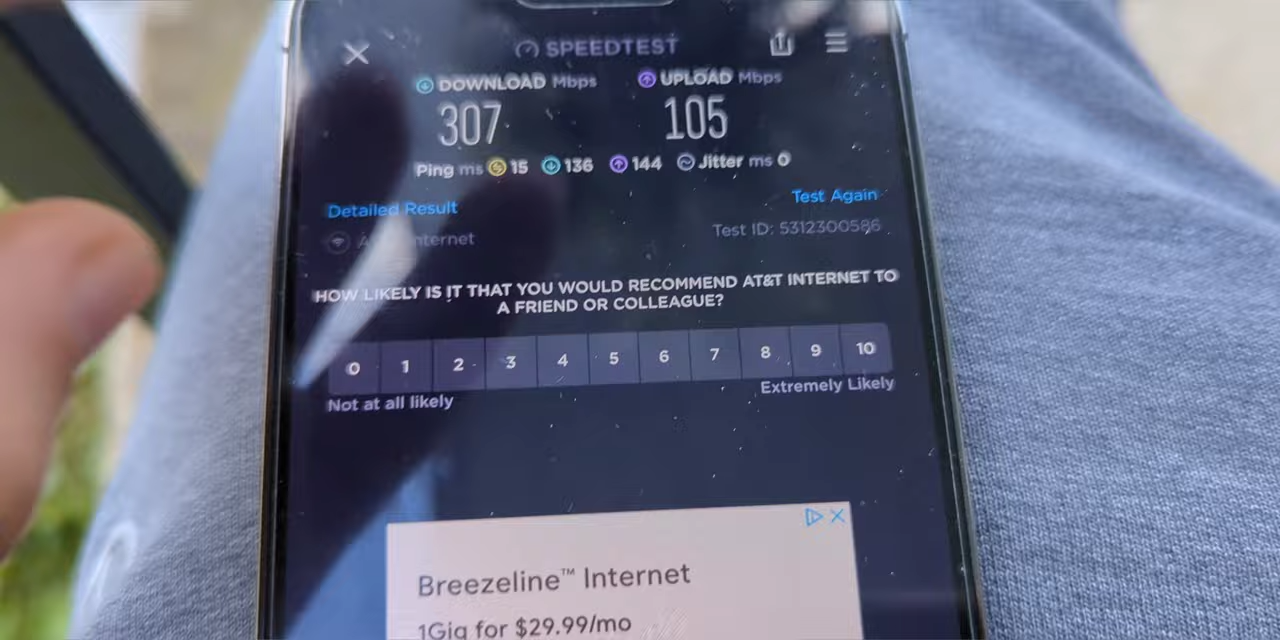 SPEEDTEST
DOWNLOAD Mbps
307
UPLOAD Mbps
105
Ping ms 15 136 144 Jitter ms 0
Detailed Result
Test Again
Internet
Test ID: 5312300586
HOW LIKELY IS IT THAT YOU WOULD RECOMMEND AT&T INTERNET TO
A FRIEND OR COLLEAGUE?
0 1 2 3 4 5 6 7 8 9 10
Not at all likely
Extremely Likely
Breezeline™ Internet
1Gig for $29.99/mo